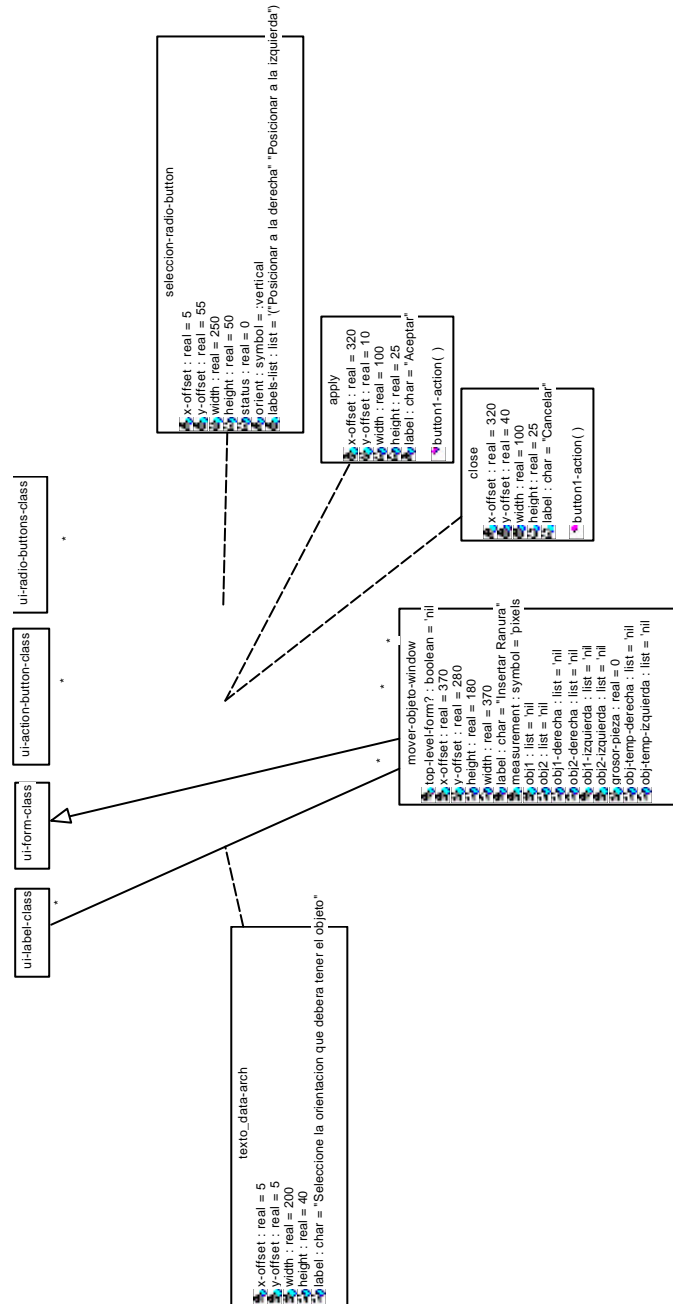 ui-label-class
ui-form-class
ui-action-button-class
ui-radio-buttons-class
*
*
*
texto_data-arch
x-offset : real = 5
y-offset : real = 5
width : real = 200
height : real = 40
label : char = "Seleccione la orientacion que debera tener el objeto"
*
*
*
mover-objeto-window
top-level-form? : boolean = 'nil
x-offset : real = 370
y-offset : real = 280
height : real = 180
width : real = 370
label : char = "Insertar Ranura"
measurement : symbol = 'pixels
obj1 : list = 'nil
obj2 : list = 'nil
obj1-derecha : list = 'nil
obj2-derecha : list = 'nil
obj1-izquierda : list = 'nil
obj2-izquierda : list = 'nil
grosor-pieza : real = 0
obj-temp-derecha : list = 'nil
obj-temp-izquierda : list = 'nil
close
x-offset : real = 320
y-offset : real = 40
width : real = 100
height : real = 25
label : char = "Cancelar"
button1-action( )
apply
x-offset : real = 320
y-offset : real = 10
width : real = 100
height : real = 25
label : char = "Aceptar"
button1-action( )
seleccion-radio-button
x-offset : real = 5
y-offset : real = 55
width : real = 250
height : real = 50
status : real = 0
orient : symbol = :vertical
labels-list : list = '("Posicionar a la derecha" "Posicionar a la izquierda")